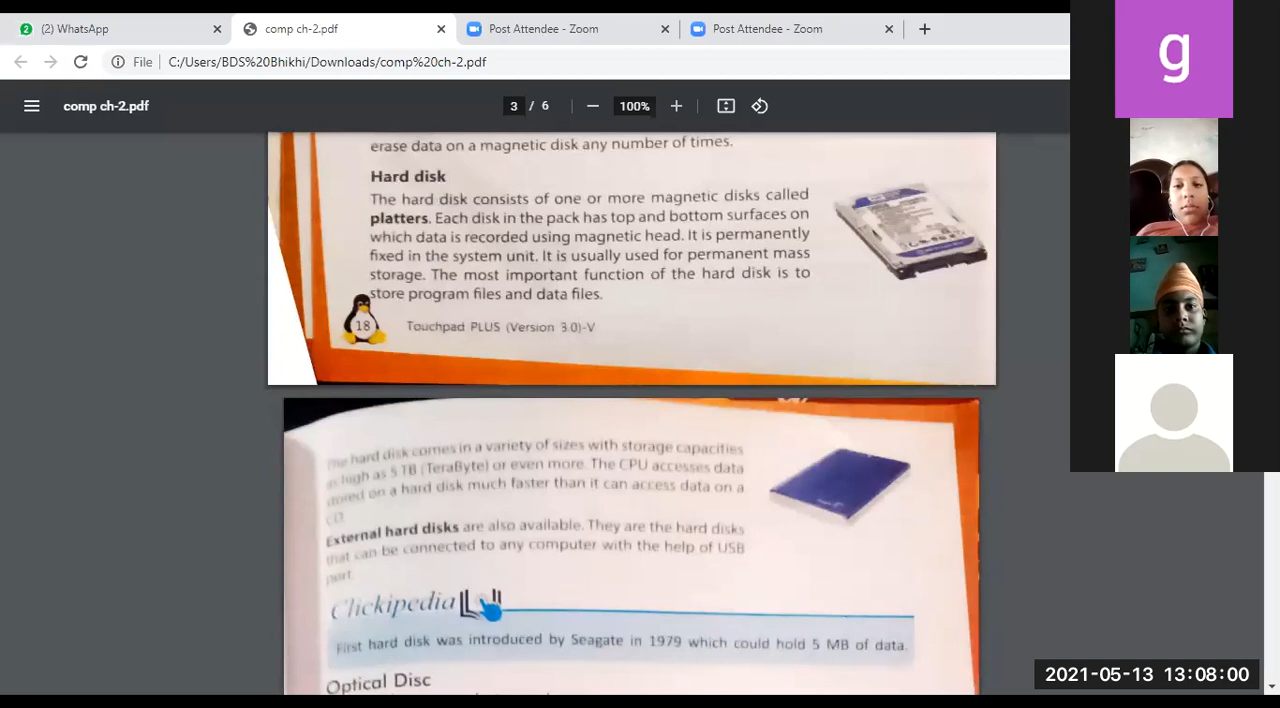 (2) WhatsApp
comp ch-2.pdf
Post Attendee - Zoom
Post Attendee - Zoom
File
C:/Users/BDS%20Bhikhi/Downloads/comp%20ch-2.pdf
comp ch-2.pdf
3 / 6
100%
erase data on a magnetic disk any number of times.
Hard disk
The hard disk consists of one or more magnetic disks called
platters. Each disk in the pack has top and bottom surfaces on
which data is recorded using magnetic head. It is permanently
fixed in the system unit. It is usually used for permanent mass
storage. The most important function of the hard disk is to
store program files and data files.
18
Touchpad PLUS (Version 3.0)-V
The hard disk comes in a variety of sizes with storage capacities
as high as 5 TB (TeraByte) or even more. The CPU accesses data
stored on a hard disk much faster than it can access data on a
CD.
External hard disks are also available. They are the hard disks
that can be connected to any computer with the help of USB
port.
Clickipedia
First hard disk was introduced by Seagate in 1979 which could hold 5 MB of data.
Optical Disc
g
2021-05-13 13:08:00